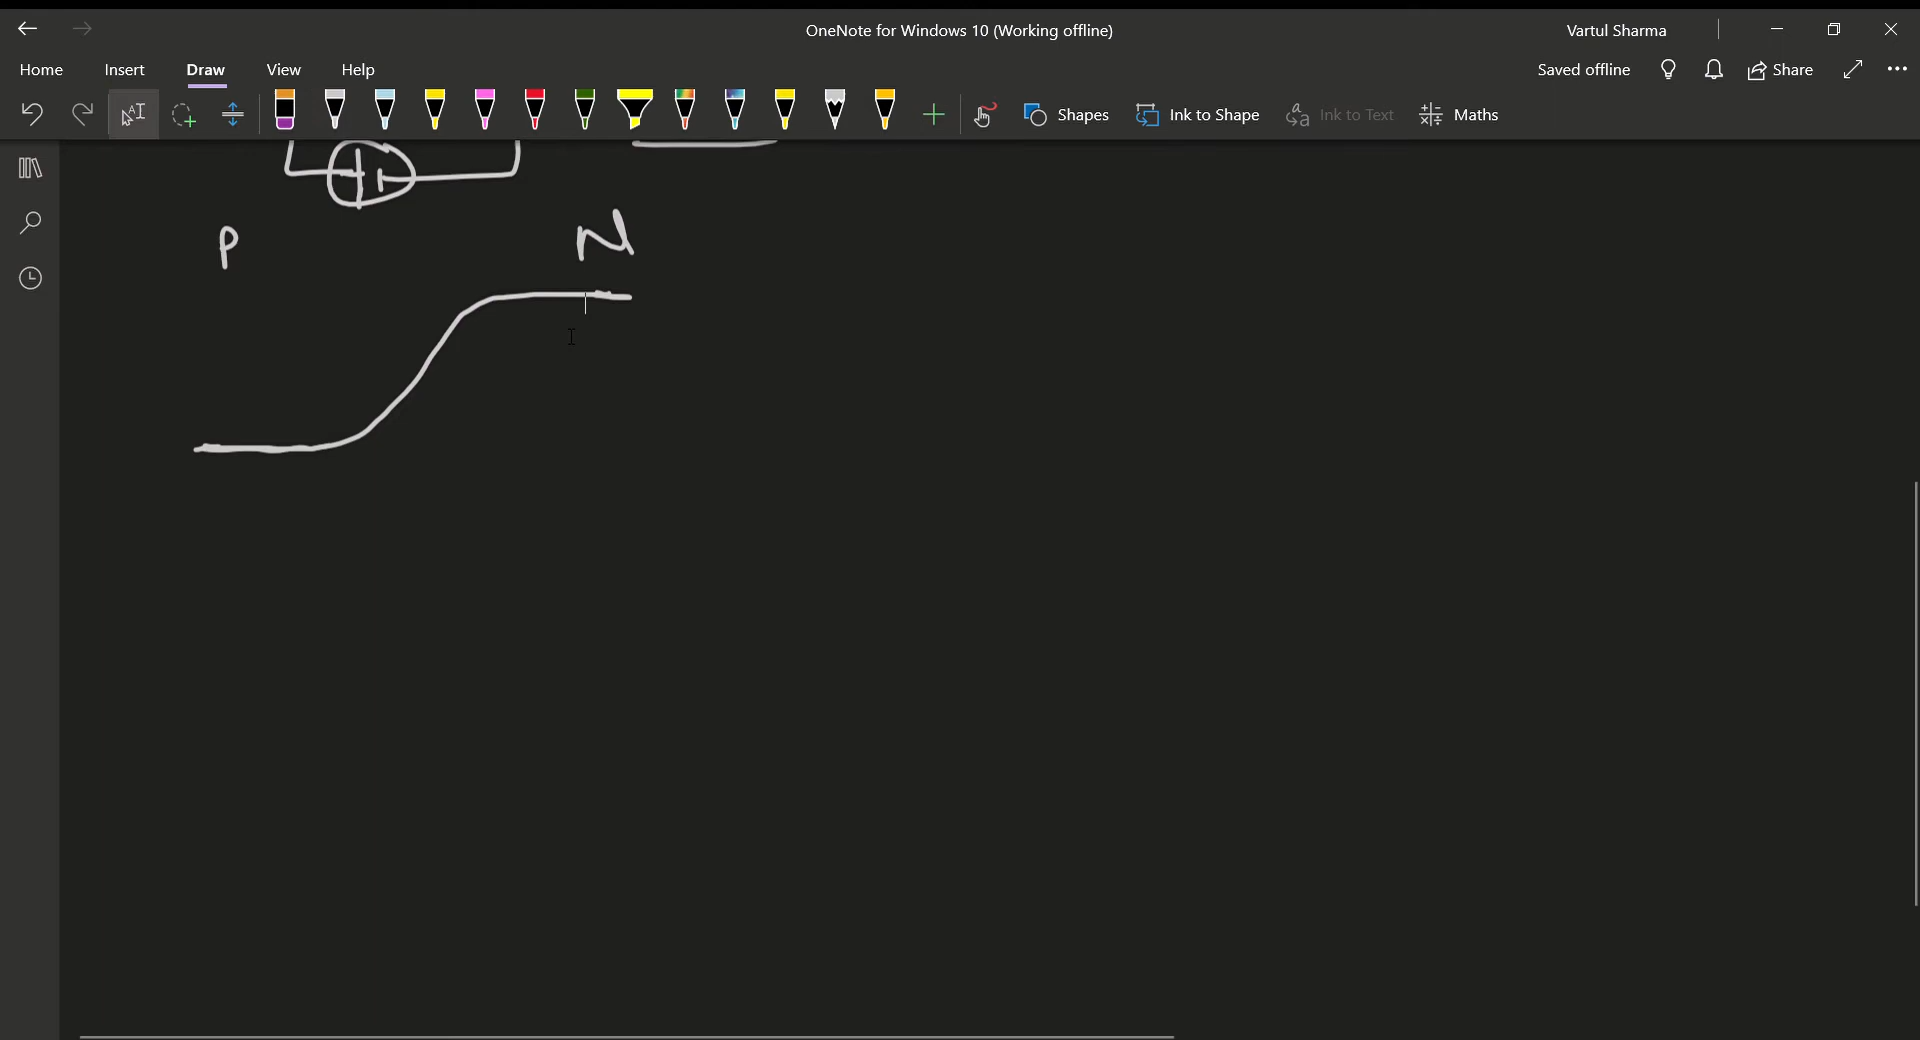 OneNote for Windows 10 (Working offline)
Vartul Sharma
Home Insert Draw View Help
Saved offline
Share
Shapes
Ink to Shape
Ink to Text
Maths
P N